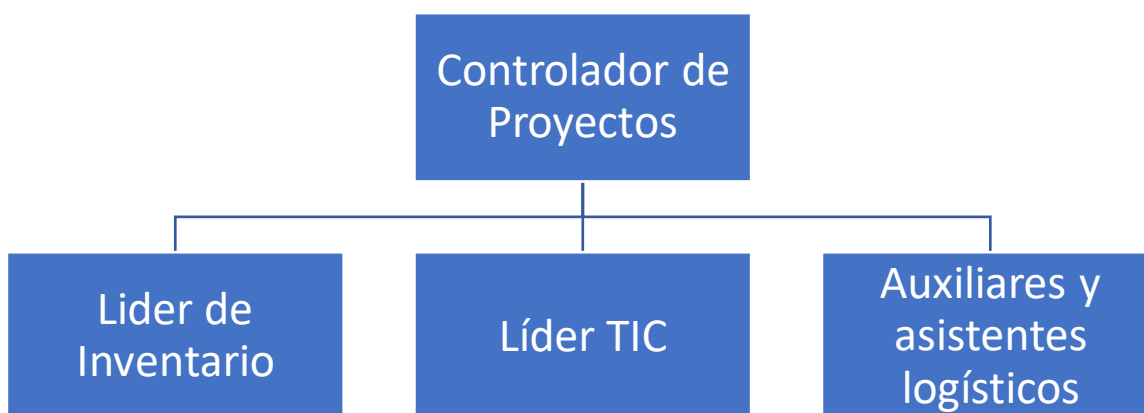 Controlador de
Proyectos
Lider de
Inventario
Líder TIC
Auxiliares y
asistentes
logísticos